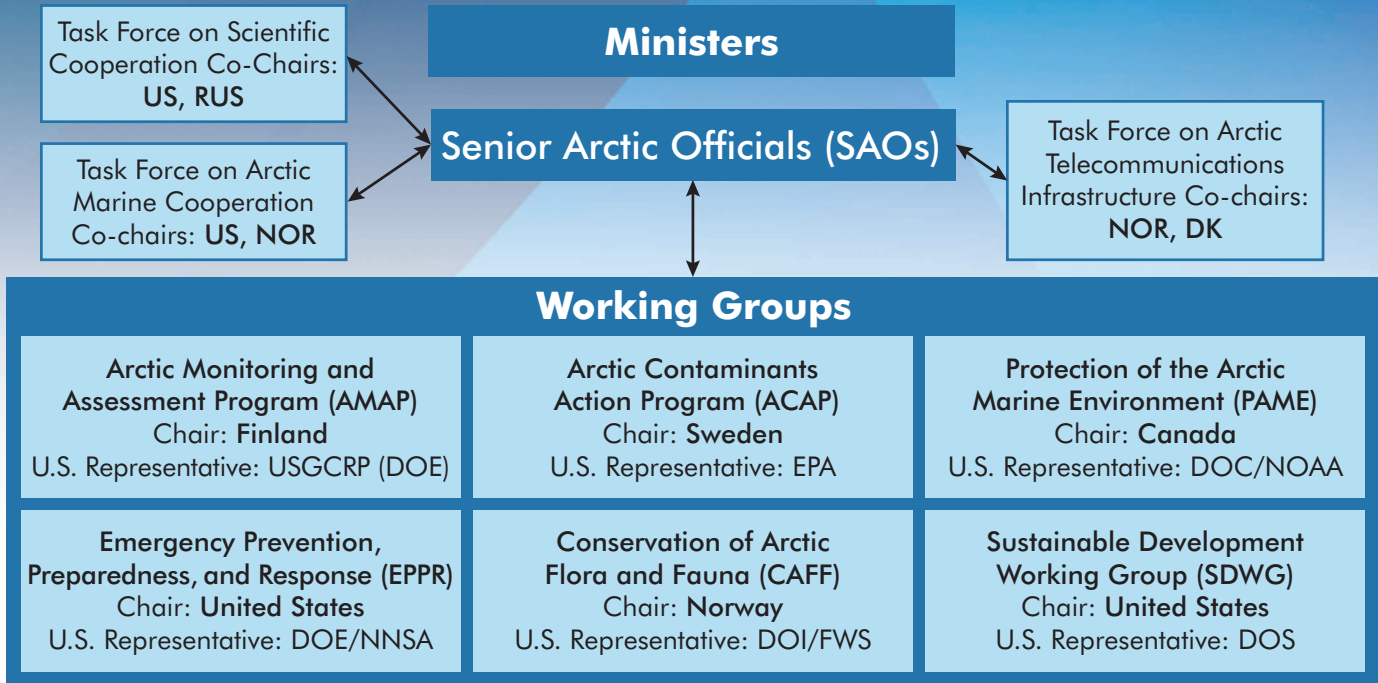 Task Force on Scientific
Cooperation Co-Chairs:
US, RUS
Ministers
Senior Arctic Officials (SAOs)
Task Force on Arctic
Marine Cooperation
Co-chairs: US, NOR
Task Force on Arctic
Telecommunications
Infrastructure Co-chairs:
NOR, DK
Working Groups
Arctic Monitoring and
Assessment Program (AMAP)
Chair: Finland
U.S. Representative: USGCRP (DOE)
Arctic Contaminants
Action Program (ACAP)
Chair: Sweden
U.S. Representative: EPA
Protection of the Arctic
Marine Environment (PAME)
Chair: Canada
U.S. Representative: DOC/NOAA
Emergency Prevention,
Preparedness, and Response (EPPR)
Chair: United States
U.S. Representative: DOE/NNSA
Conservation of Arctic
Flora and Fauna (CAFF)
Chair: Norway
U.S. Representative: DOI/FWS
Sustainable Development
Working Group (SDWG)
Chair: United States
U.S. Representative: DOS